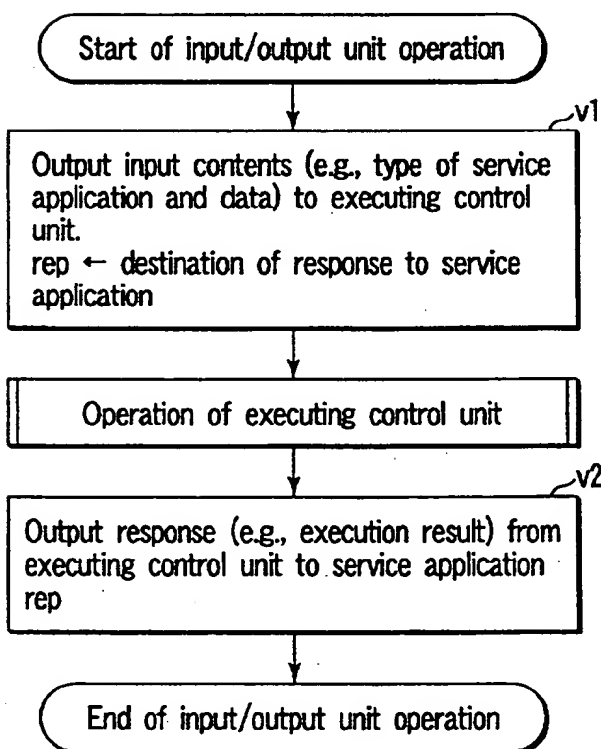 Start of input/output unit operation
v1
Output input contents (e.g., type of service
application and data) to executing control
unit.
rep ← destination of response to service
application
Operation of executing control unit
v2
Output response (e.g., execution result) from
executing control unit to service application
rep
End of input/output unit operation